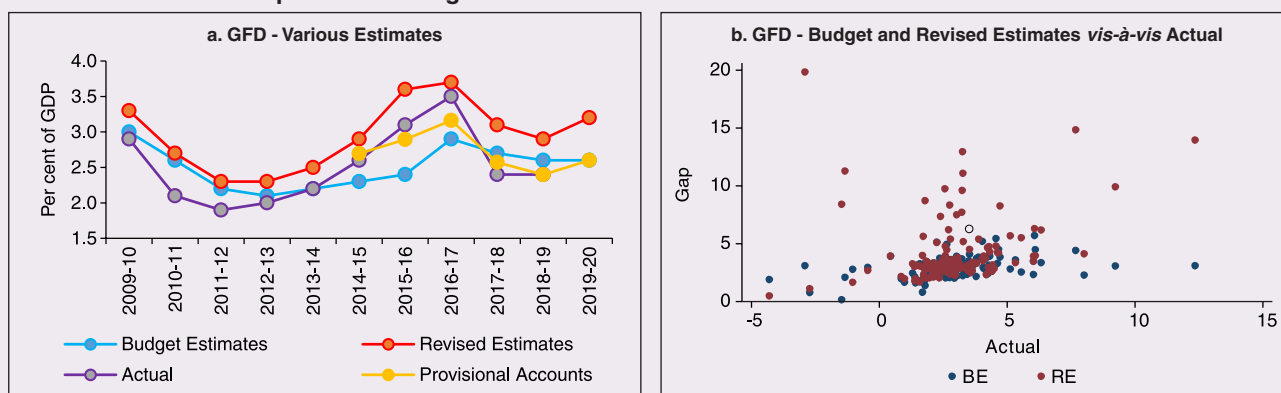 a. GFD - Various Estimates
Per cent of GDP
4.0
3.5
3.0
2.5
2.0
1.5
2009-10
2010-11
2011-12
2012-13
2013-14
2014-15
2015-16
2016-17
2017-18
2018-19
2019-20
Budget Estimates
Revised Estimates
Actual
Provisional Accounts
b. GFD - Budget and Revised Estimates vis-à-vis Actual
Gap
20
15
10
5
0
-5
0
5
10
15
Actual
BE
RE